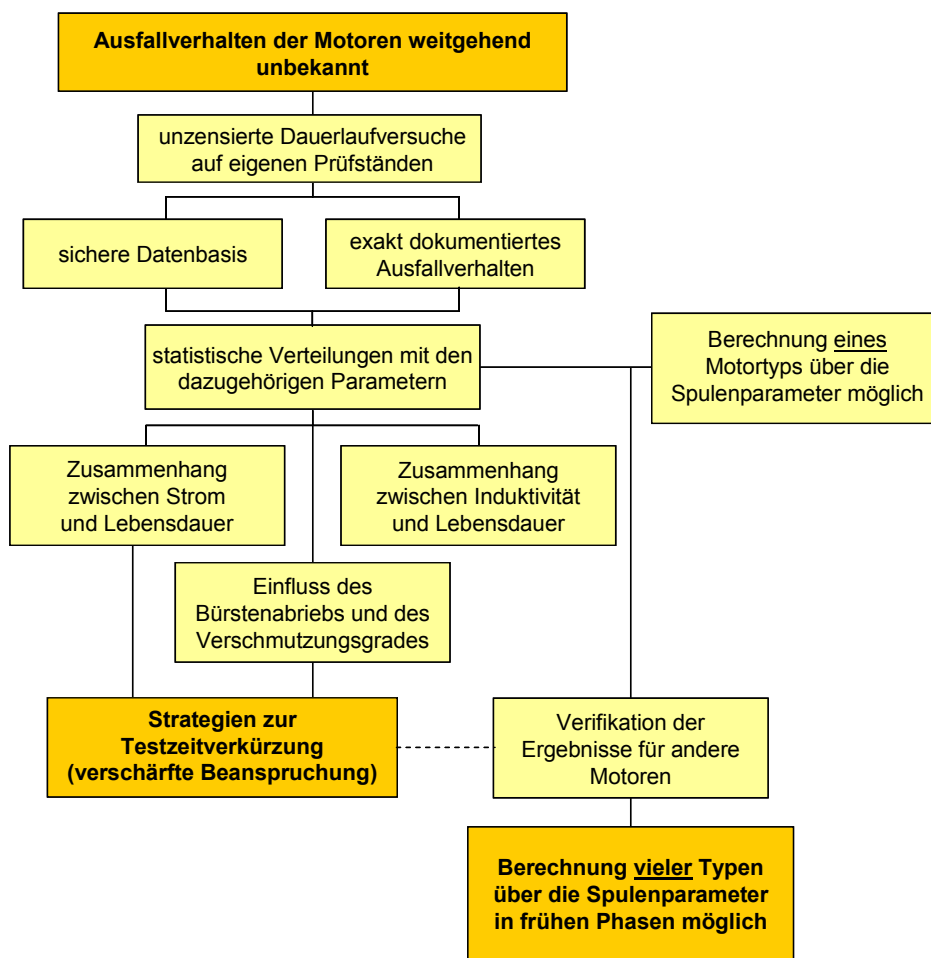 Ausfallverhalten der Motoren weitgehend
unbekannt
unzensierte Dauerlaufversuche
auf eigenen Prüfständen
sichere Datenbasis
exakt dokumentiertes
Ausfallverhalten
statistische Verteilungen mit den
dazugehörigen Parametern
Berechnung eines
Motortyps über die
Spulenparameter möglich
Zusammenhang
zwischen Strom
und Lebensdauer
Zusammenhang
zwischen Induktivität
und Lebensdauer
Einfluss des
Bürstenabriebs und des
Verschmutzungsgrades
Strategien zur
Testzeitverkürzung
(verschärfte Beanspruchung)
Verifikation der
Ergebnisse für andere
Motoren
Berechnung vieler Typen
über die Spulenparameter
in frühen Phasen möglich